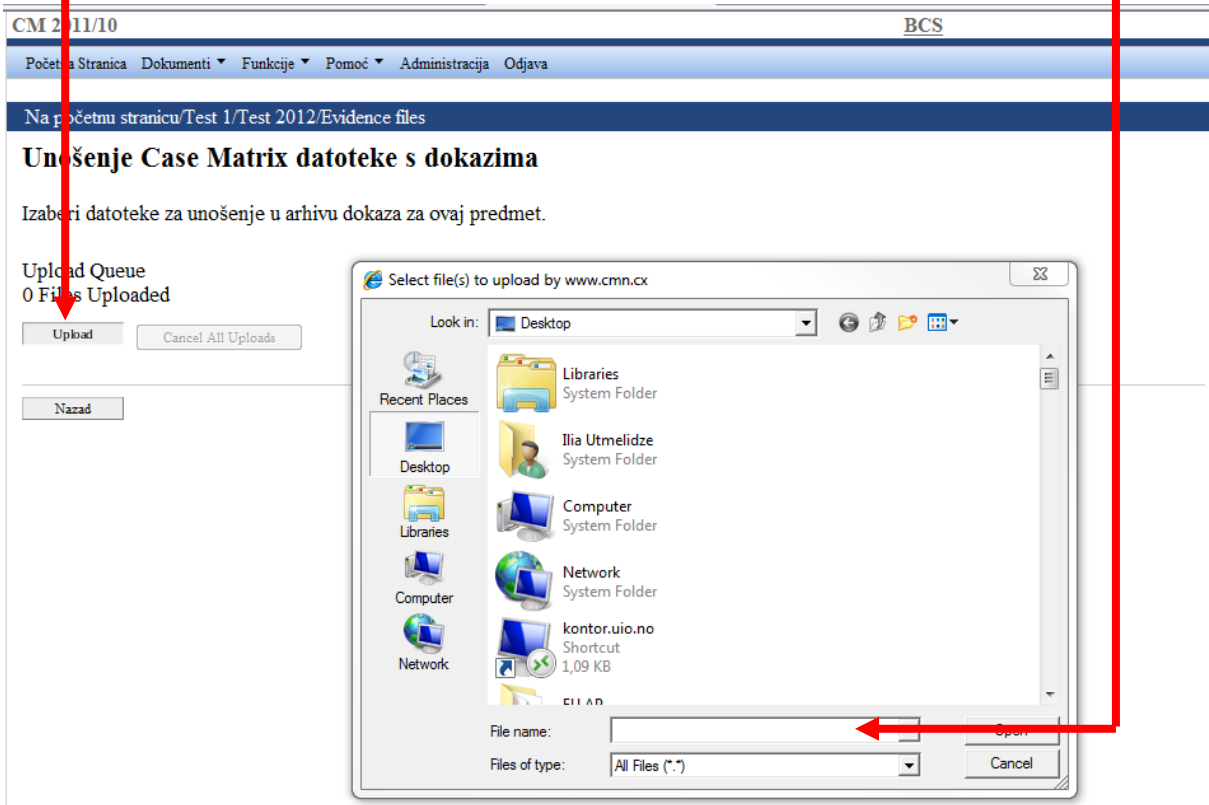 CM 2011/10 BCS
Početna Stranica Dokumenti Funkcije Pomoć Administracija Odjava
Na početnu stranicu/Test 1/Test 2012/Evidence files
Unošenje Case Matrix datoteke s dokazima
Izaberi datoteke za unošenje u arhivu dokaza za ovaj predmet.
Upload Queue
0 Files Uploaded
Upload Cancel All Uploads
Nazad
Select file(s) to upload by www.cmn.cx
Look in: Desktop
Recent Places
Desktop
Libraries
Computer
Network
Libraries
System Folder
Ilia Utmelidze
System Folder
Computer
System Folder
Network
System Folder
kontor.uio.no
Shortcut
1,09 KB
File name: Open
Files of type: All Files (*.*) Cancel